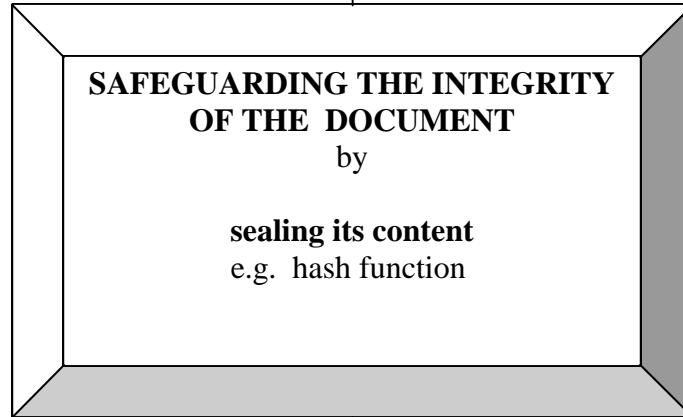 SAFEGUARDING THE INTEGRITY
OF THE DOCUMENT
by
sealing its content
e.g. hash function